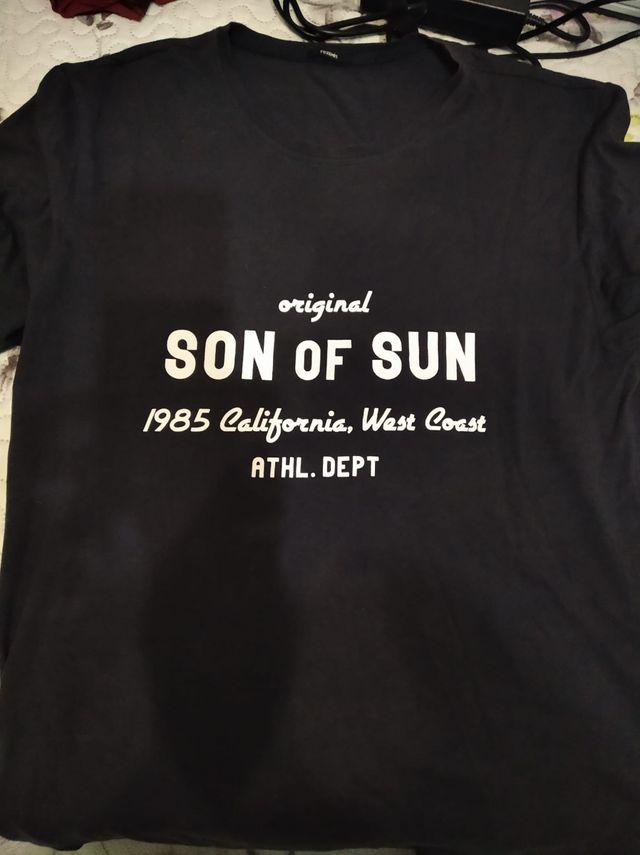 original
SON OF SUN
1985 California, West Coast
ATHL. DEPT